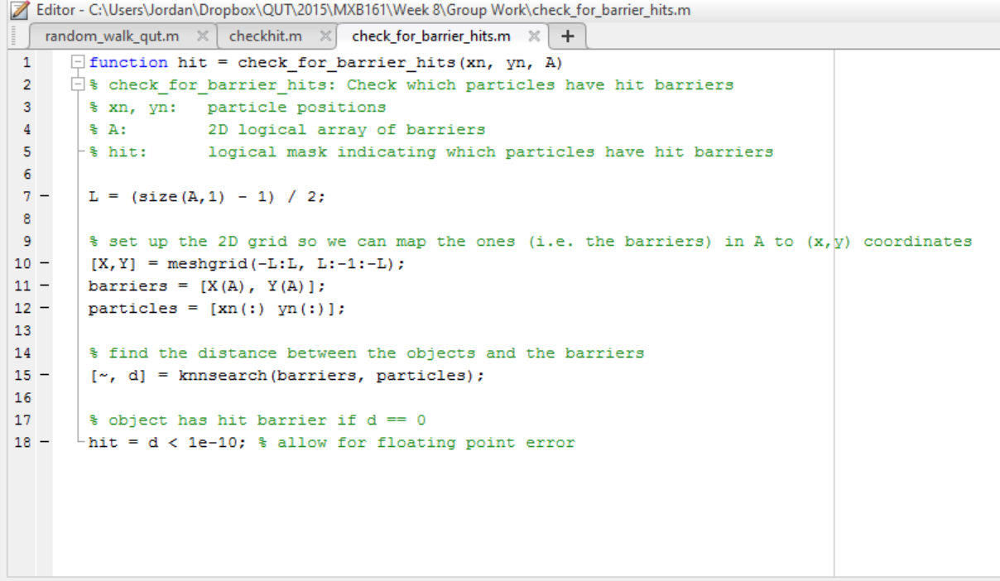 Editor - C:\Users\Jordan\Dropbox\QUT\2015\MXB161\Week 8\Group Work\check_for_barrier_hits.m
random_walk_qut.m × checkhit.m × check_for_barrier_hits.m × +
1 function hit = check_for_barrier_hits(xn, yn, A)
2 % check_for_barrier_hits: Check which particles have hit barriers
3 % xn, yn:   particle positions
4 % A:        2D logical array of barriers
5 % hit:      logical mask indicating which particles have hit barriers
6
7 – L = (size(A,1) - 1) / 2;
8
9 % set up the 2D grid so we can map the ones (i.e. the barriers) in A to (x,y) coordinates
10 – [X,Y] = meshgrid(-L:L, L:-1:-L);
11 – barriers = [X(A), Y(A)];
12 – particles = [xn(:) yn(:)];
13
14 % find the distance between the objects and the barriers
15 – [~, d] = knnsearch(barriers, particles);
16
17 % object has hit barrier if d == 0
18 – hit = d < 1e-10; % allow for floating point error